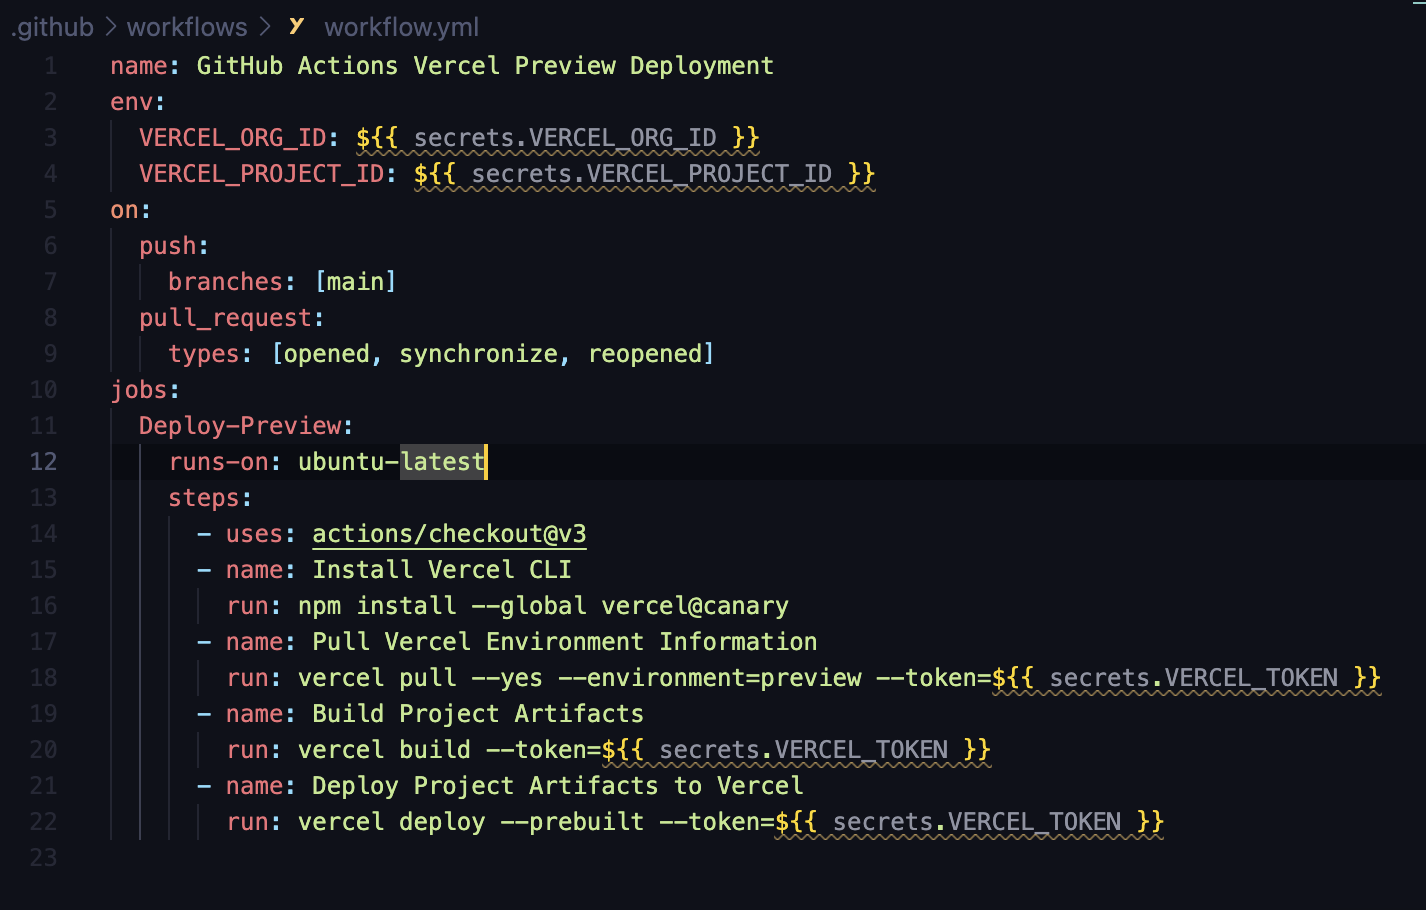 .github > workflows > Y workflow.yml
1 name: GitHub Actions Vercel Preview Deployment
2 env:
3   VERCEL_ORG_ID: ${{ secrets.VERCEL_ORG_ID }}
4   VERCEL_PROJECT_ID: ${{ secrets.VERCEL_PROJECT_ID }}
5 on:
6   push:
7     branches: [main]
8   pull_request:
9     types: [opened, synchronize, reopened]
10 jobs:
11   Deploy-Preview:
12     runs-on: ubuntu-latest
13     steps:
14       - uses: actions/checkout@v3
15       - name: Install Vercel CLI
16         run: npm install --global vercel@canary
17       - name: Pull Vercel Environment Information
18         run: vercel pull --yes --environment=preview --token=${{ secrets.VERCEL_TOKEN }}
19       - name: Build Project Artifacts
20         run: vercel build --token=${{ secrets.VERCEL_TOKEN }}
21       - name: Deploy Project Artifacts to Vercel
22         run: vercel deploy --prebuilt --token=${{ secrets.VERCEL_TOKEN }}
23